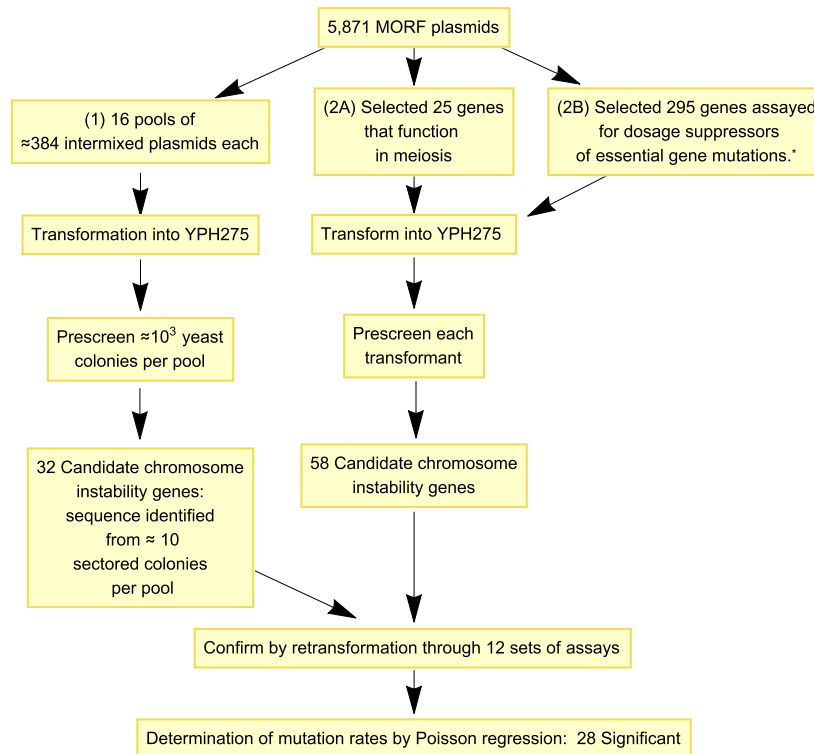 5,871 MORF plasmids
(1) 16 pools of
≈384 intermixed plasmids each
(2A) Selected 25 genes
that function
in meiosis
(2B) Selected 295 genes assayed
for dosage suppressors
of essential gene mutations.*
Transformation into YPH275
Transform into YPH275
Prescreen ≈10³ yeast
colonies per pool
Prescreen each
transformant
32 Candidate chromosome
instability genes:
sequence identified
from ≈ 10
sectored colonies
per pool
58 Candidate chromosome
instability genes
Confirm by retransformation through 12 sets of assays
Determination of mutation rates by Poisson regression: 28 Significant